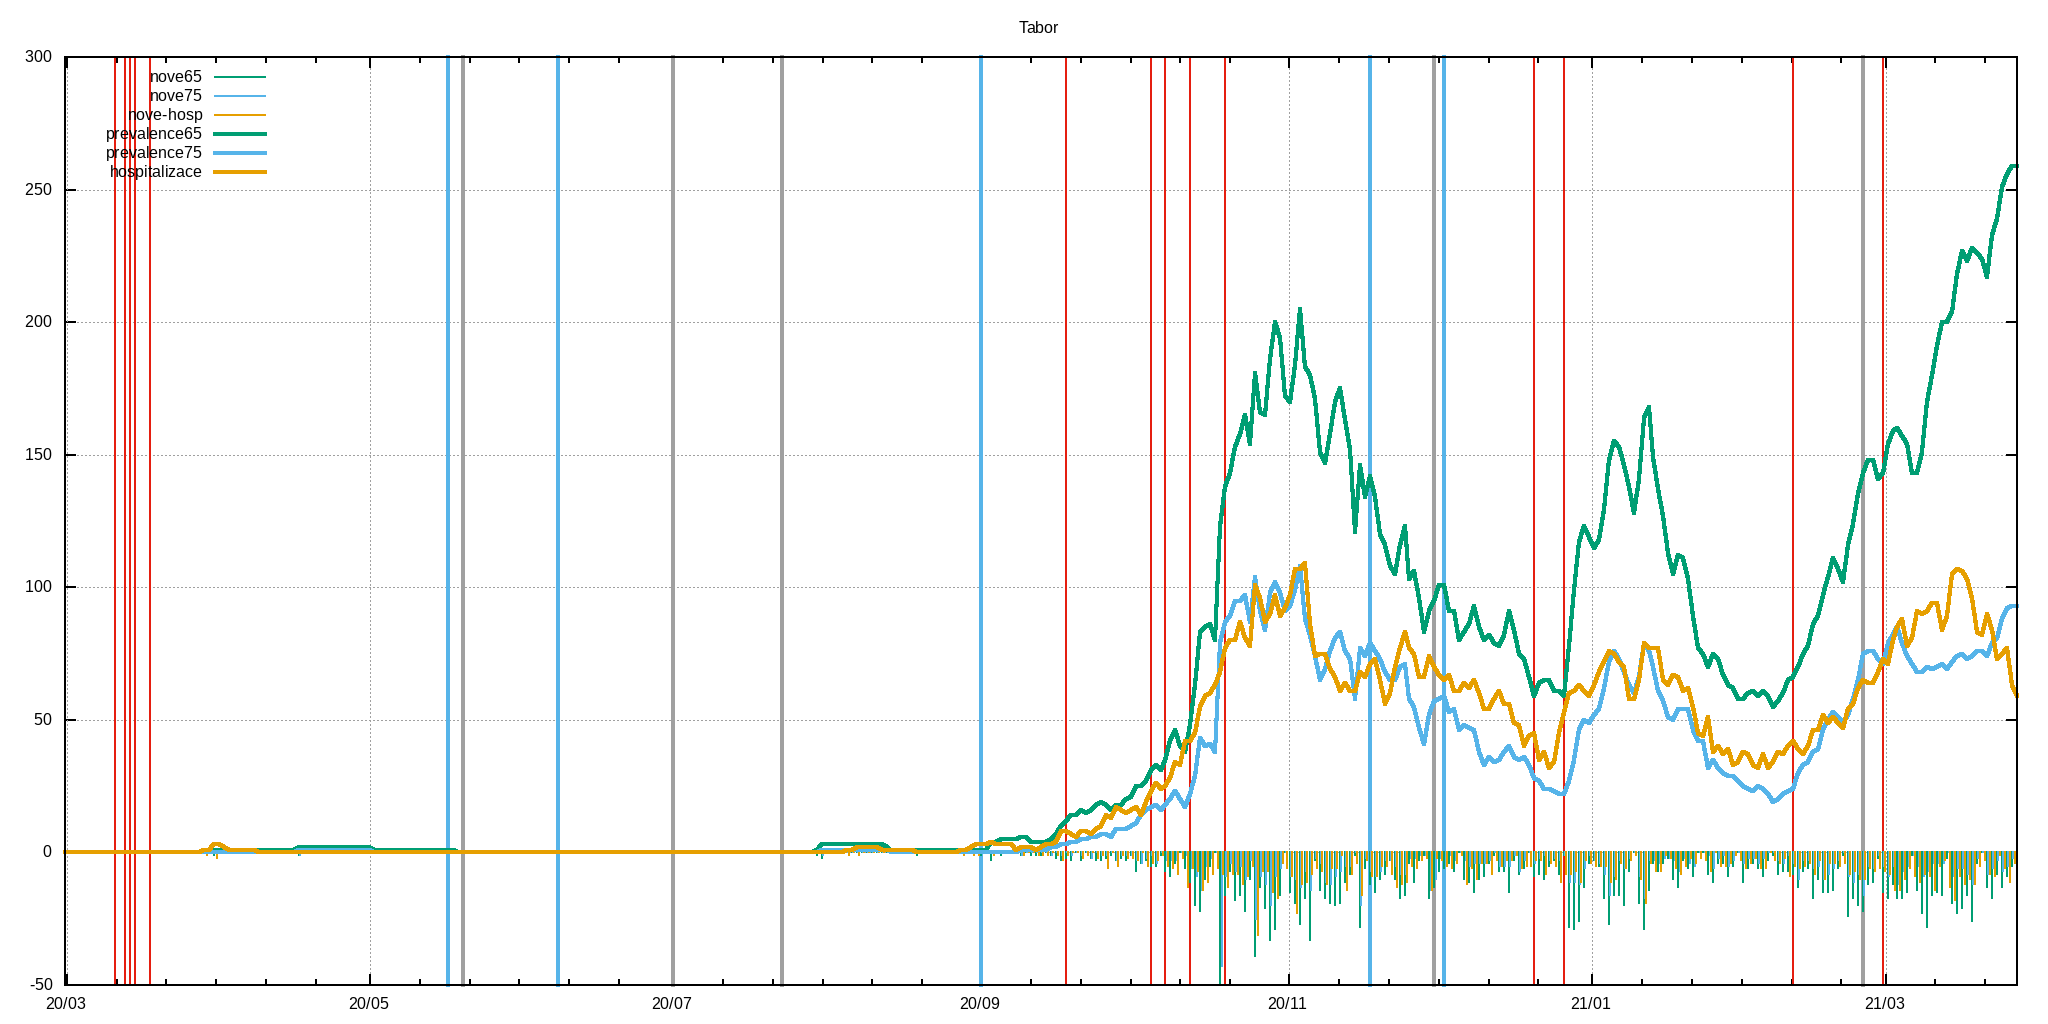 Tabor
300
250
200
150
100
50
0
-50
nove65
nove75
nove-hosp
prevalence65
prevalence75
hospitalizace
20/03 20/05 20/07 20/09 20/11 21/01 21/03